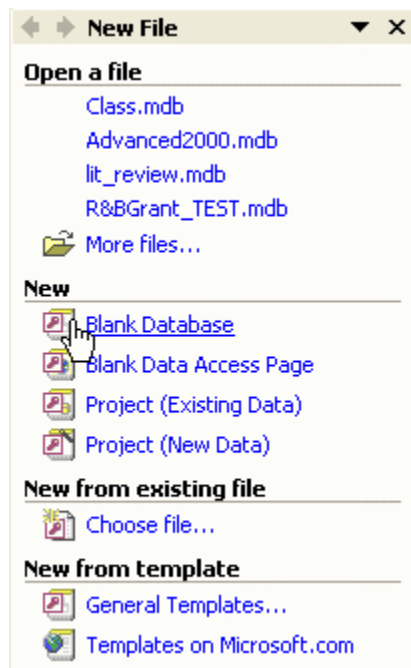 New File
Open a file
Class.mdb
Advanced2000.mdb
lit_review.mdb
R&BGrant_TEST.mdb
More files...
New
Blank Database
Blank Data Access Page
Project (Existing Data)
Project (New Data)
New from existing file
Choose file...
New from template
General Templates...
Templates on Microsoft.com